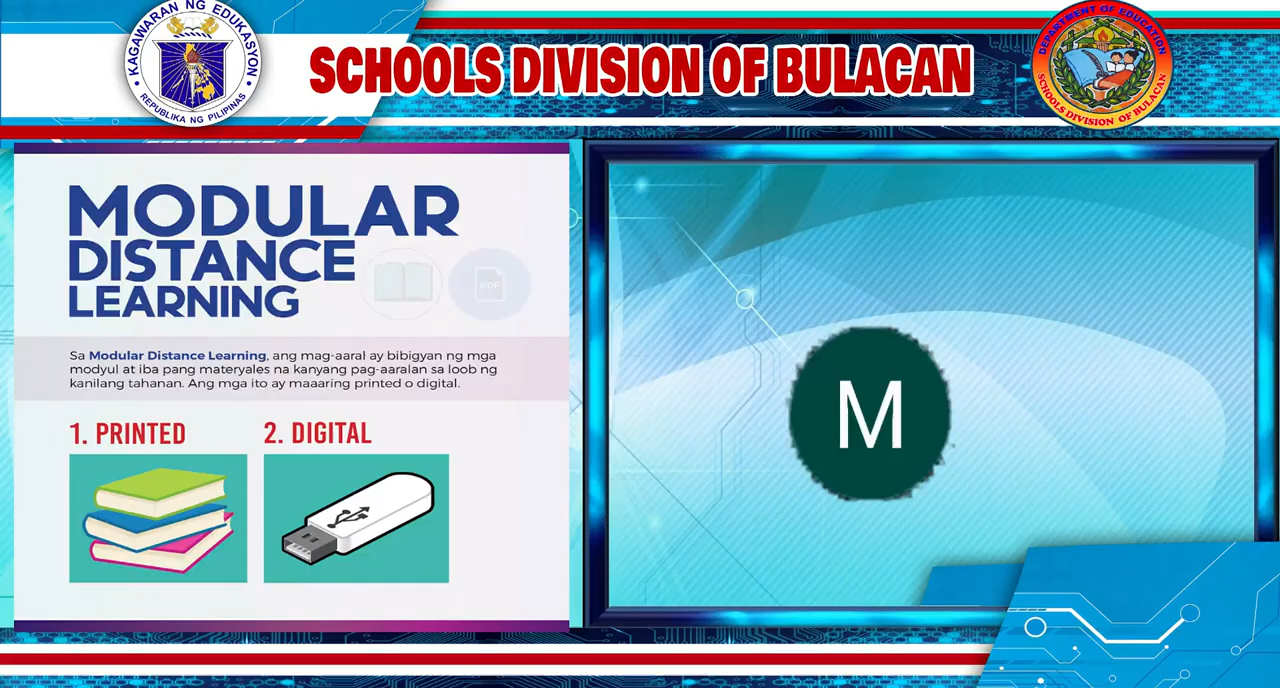 KAGAWARAN NG EDUKASYON
REPUBLIKA NG PILIPINAS
SCHOOLS DIVISION OF BULACAN
DEPARTMENT OF EDUCATION
SCHOOLS DIVISION OF BULACAN
MODULAR
DISTANCE
LEARNING
PDF
Sa Modular Distance Learning, ang mag-aaral ay bibigyan ng mga
modyul at iba pang materyales na kanyang pag-aaralan sa loob ng
kanilang tahanan. Ang mga ito ay maaaring printed o digital.
1. PRINTED
2. DIGITAL
M